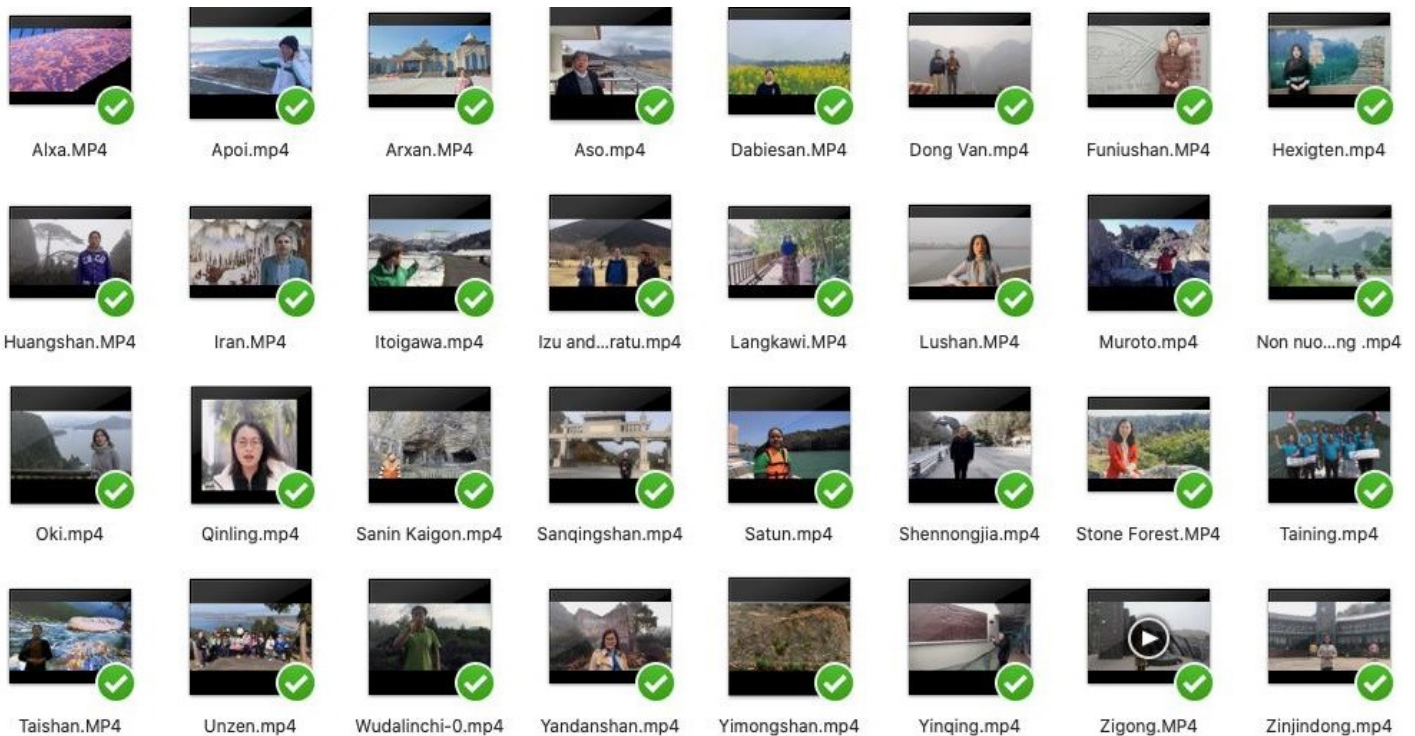 Alxa.MP4 Apoi.mp4 Arxan.MP4 Aso.mp4 Dabiesan.MP4 Dong Van.mp4 Funiushan.MP4 Hexigten.mp4
Huangshan.MP4 Iran.MP4 Itoigawa.mp4 Izu and...ratu.mp4 Langkawi.MP4 Lushan.MP4 Muroto.mp4 Non nuo...ng .mp4
Oki.mp4 Qinling.mp4 Sanin Kaigon.mp4 Sanqingshan.mp4 Satun.mp4 Shennongjia.mp4 Stone Forest.MP4 Taining.mp4
Taishan.MP4 Unzen.mp4 Wudalinchi-0.mp4 Yandanshan.mp4 Yimongshan.mp4 Yinqing.mp4 Zigong.MP4 Zinjindong.mp4